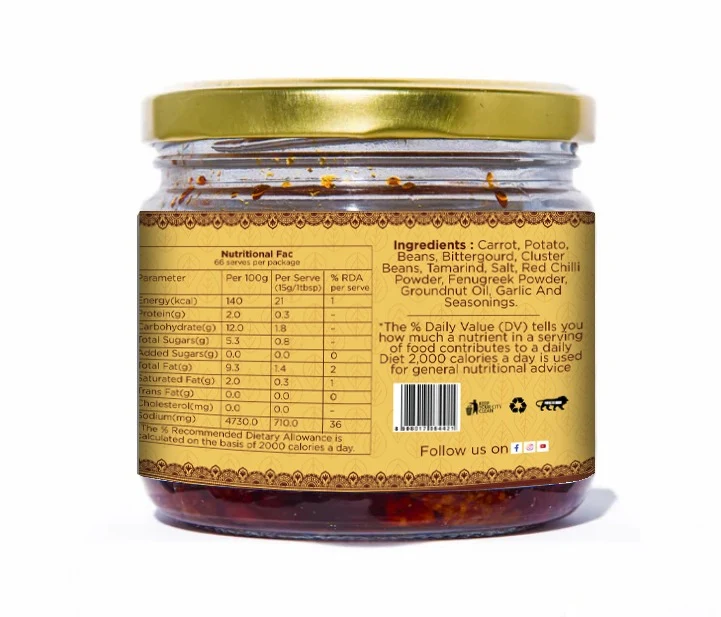 Nutritional Fac
66 serves per package
Parameter Per 100g Per Serve (15g/1tbsp) % RDA per serve
Energy(kcal) 140 21 1
Protein(g) 2.0 0.3 -
Carbohydrate(g) 12.0 1.8 -
Total Sugars(g) 5.3 0.8 -
Added Sugars(g) 0.0 0.0 0
Total Fat(g) 9.3 1.4 2
Saturated Fat(g) 2.0 0.3 1
Trans Fat(g) 0.0 0.0 0
Cholesterol(mg) 0.0 0.0 -
Sodium(mg) 4730.0 710.0 36
*The % Recommended Dietary Allowance is
calculated on the basis of 2000 calories a day.
Ingredients : Carrot, Potato,
Beans, Bittergourd, Cluster
Beans, Tamarind, Salt, Red Chilli
Powder, Fenugreek Powder,
Groundnut Oil, Garlic And
Seasonings.
*The % Daily Value (DV) tells you
how much a nutrient in a serving
of food contributes to a daily
Diet 2,000 calories a day is used
for general nutritional advice
KEEP
YOUR CITY
CLEAN
Follow us on